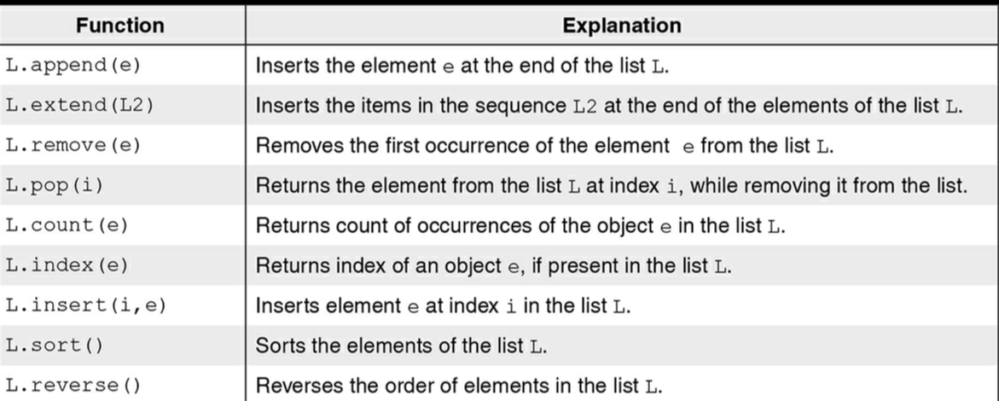 Function Explanation
L.append(e) Inserts the element e at the end of the list L.
L.extend(L2) Inserts the items in the sequence L2 at the end of the elements of the list L.
L.remove(e) Removes the first occurrence of the element e from the list L.
L.pop(i) Returns the element from the list L at index i, while removing it from the list.
L.count(e) Returns count of occurrences of the object e in the list L.
L.index(e) Returns index of an object e, if present in the list L.
L.insert(i,e) Inserts element e at index i in the list L.
L.sort() Sorts the elements of the list L.
L.reverse() Reverses the order of elements in the list L.